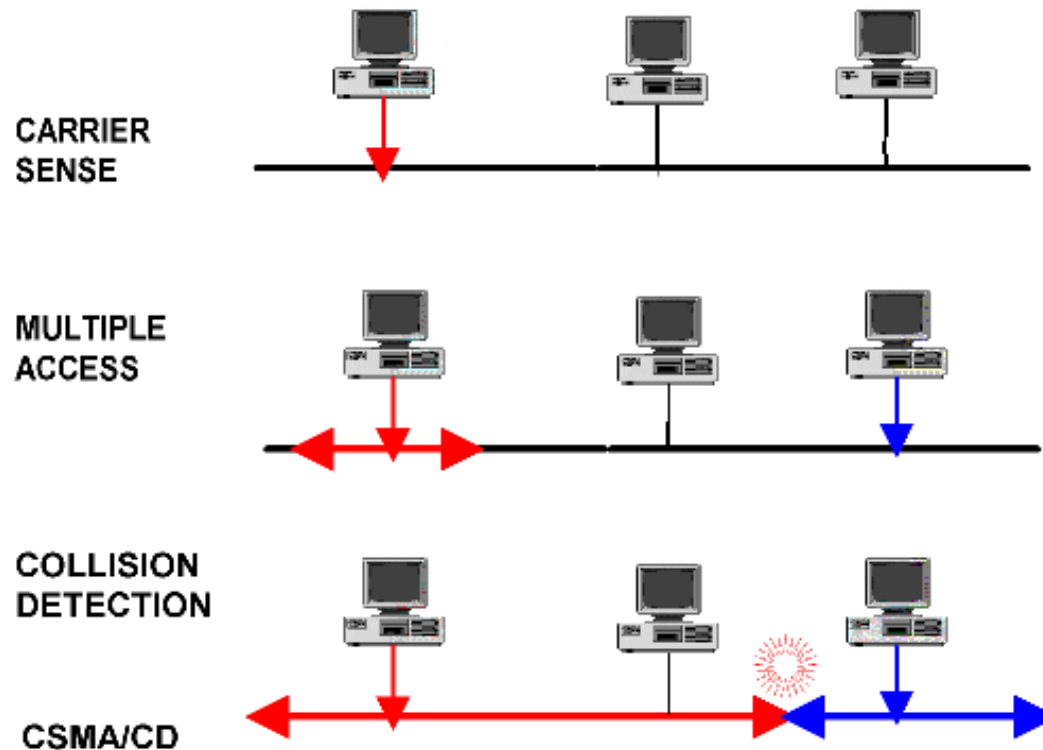 CARRIER
SENSE
MULTIPLE
ACCESS
COLLISION
DETECTION
CSMA/CD